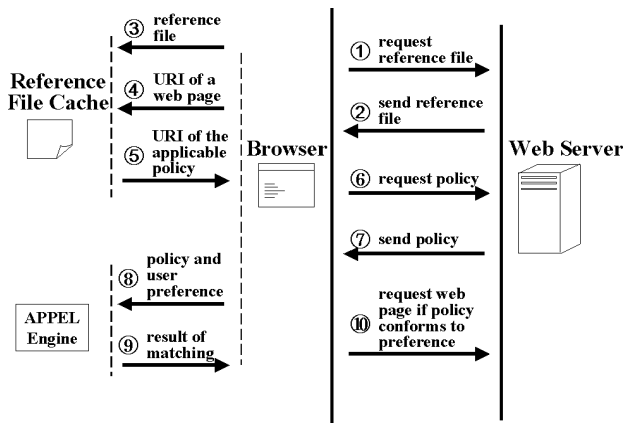 ③ reference
file
Reference
File Cache
④ URI of a
web page
⑤ URI of the
applicable
policy
⑧ policy and
user
preference
APPEL
Engine
⑨ result of
matching
Browser
① request
reference file
② send reference
file
⑥ request policy
⑦ send policy
⑩ request web
page if policy
conforms to
preference
Web Server